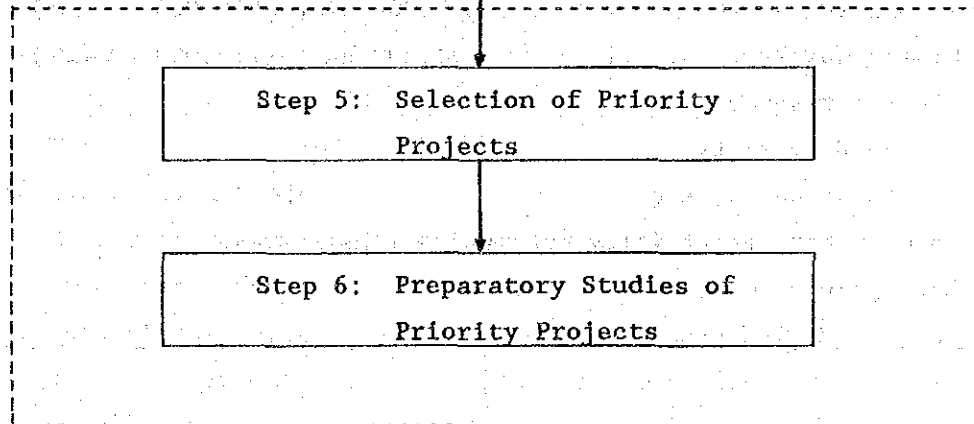 Step 5: Selection of Priority
Projects
Step 6: Preparatory Studies of
Priority Projects